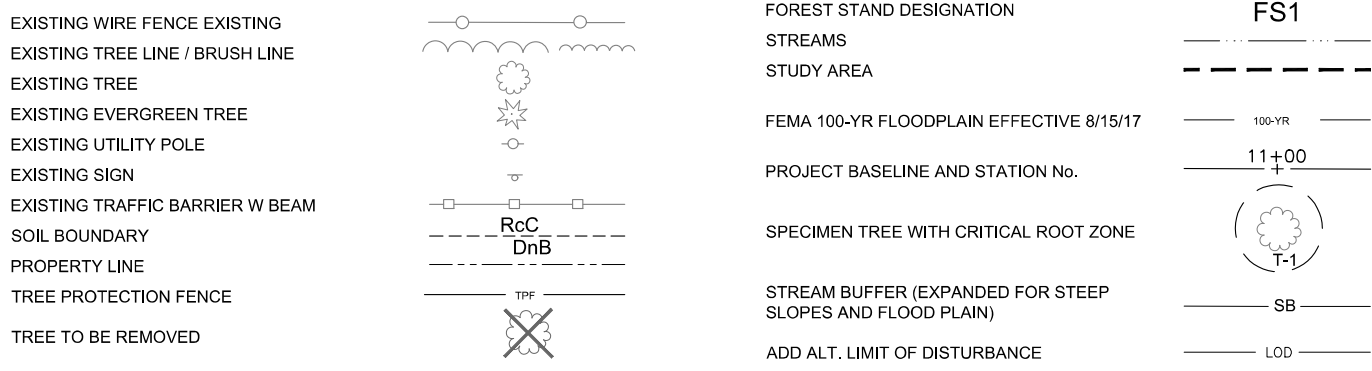 EXISTING WIRE FENCE EXISTING
EXISTING TREE LINE / BRUSH LINE
EXISTING TREE
EXISTING EVERGREEN TREE
EXISTING UTILITY POLE
EXISTING SIGN
EXISTING TRAFFIC BARRIER W BEAM
SOIL BOUNDARY
RcC
DnB
PROPERTY LINE
TREE PROTECTION FENCE
TPF
TREE TO BE REMOVED
FOREST STAND DESIGNATION
FS1
STREAMS
STUDY AREA
FEMA 100-YR FLOODPLAIN EFFECTIVE 8/15/17
100-YR
PROJECT BASELINE AND STATION No.
11+00
SPECIMEN TREE WITH CRITICAL ROOT ZONE
T-1
STREAM BUFFER (EXPANDED FOR STEEP
SLOPES AND FLOOD PLAIN)
SB
ADD ALT. LIMIT OF DISTURBANCE
LOD